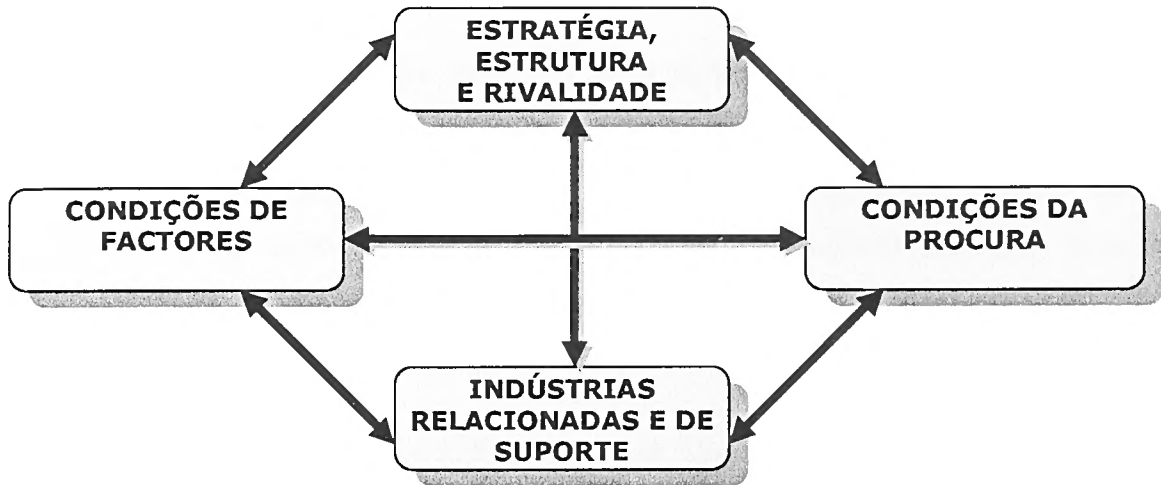 ESTRATÉGIA,
ESTRUTURA
E RIVALIDADE
CONDIÇÕES DE
FACTORES
CONDIÇÕES DA
PROCURA
INDÚSTRIAS
RELACIONADAS E DE
SUPORTE